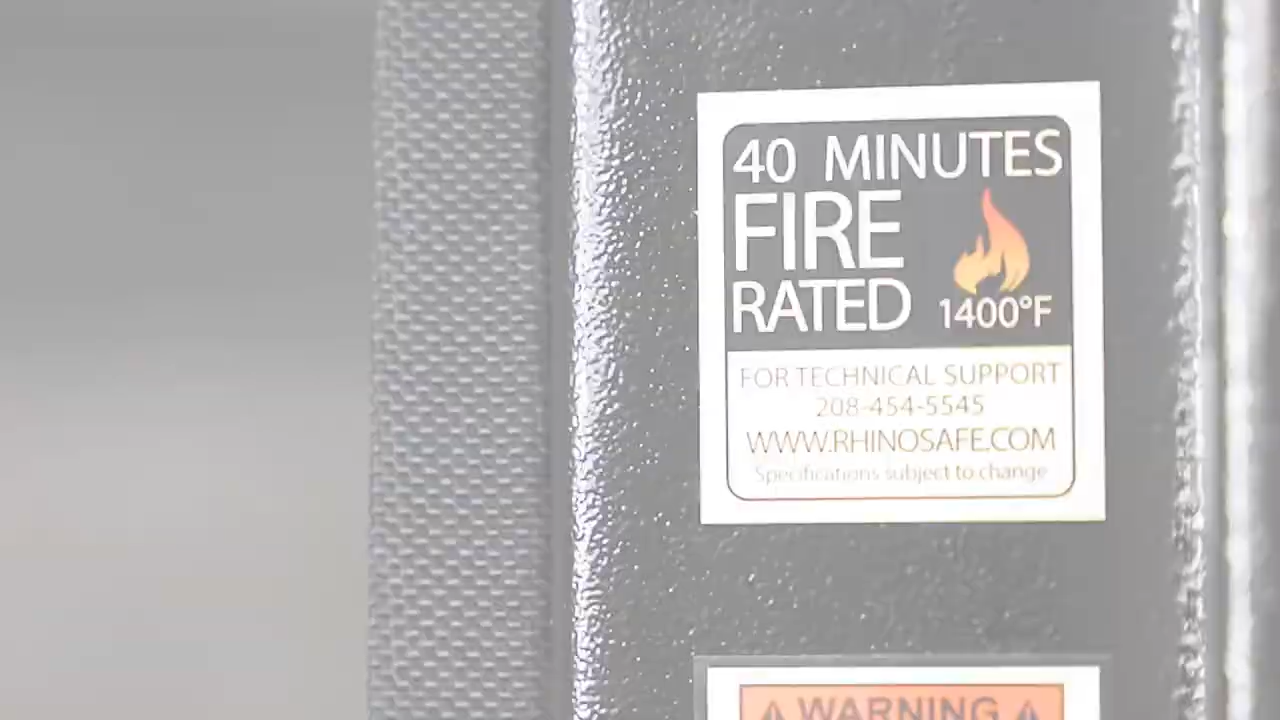 40 MINUTES
FIRE
RATED
1400°F
FOR TECHNICAL SUPPORT
208-454-5545
WWW.RHINOSAFE.COM
Specifications subject to change
WARNING